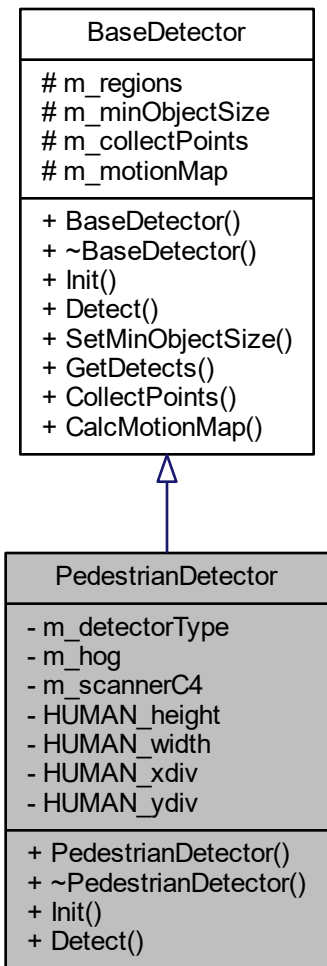 BaseDetector
# m_regions
# m_minObjectSize
# m_collectPoints
# m_motionMap
+ BaseDetector()
+ ~BaseDetector()
+ Init()
+ Detect()
+ SetMinObjectSize()
+ GetDetects()
+ CollectPoints()
+ CalcMotionMap()
PedestrianDetector
- m_detectorType
- m_hog
- m_scannerC4
- HUMAN_height
- HUMAN_width
- HUMAN_xdiv
- HUMAN_ydiv
+ PedestrianDetector()
+ ~PedestrianDetector()
+ Init()
+ Detect()